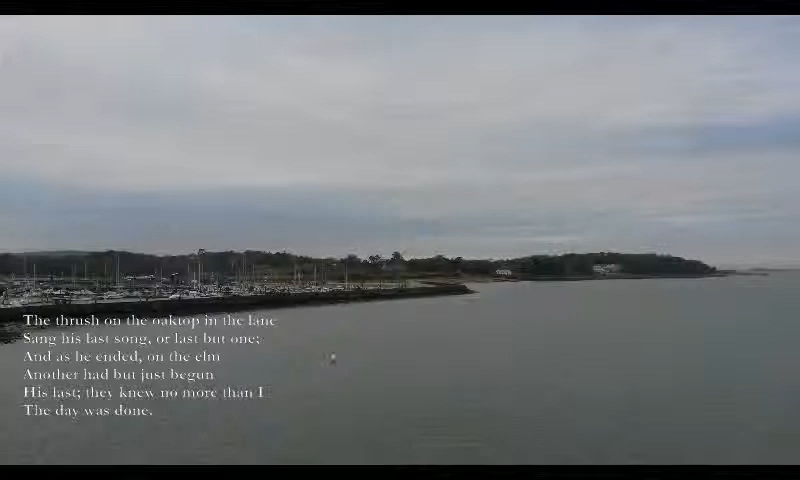 The thrush on the oaktop in the lane
Sang his last song, or last but one;
And as he ended, on the elm
Another had but just begun
His last; they knew no more than I
The day was done.